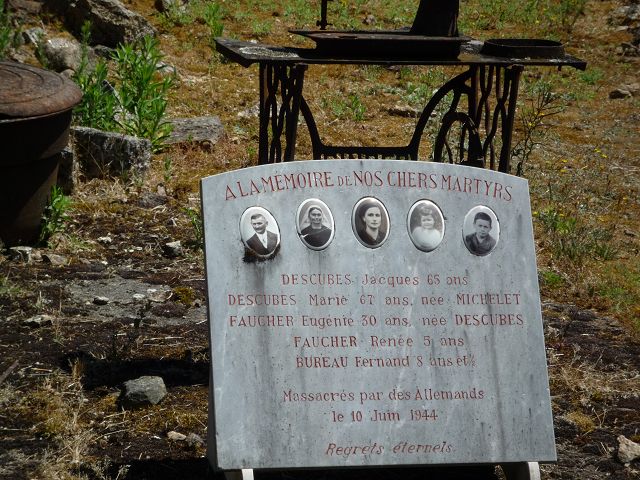 A LA MÉMOIRE DE NOS CHERS MARTYRS
DESCUBES Jacques 65 ans
DESCUBES Marie 67 ans, née MICHELET
FAUCHER Eugénie 30 ans, née DESCUBES
FAUCHER Renée 5 ans
BUREAU Fernand 8 ans et ½
Massacrés par des Allemands
le 10 Juin 1944
Regrets éternels